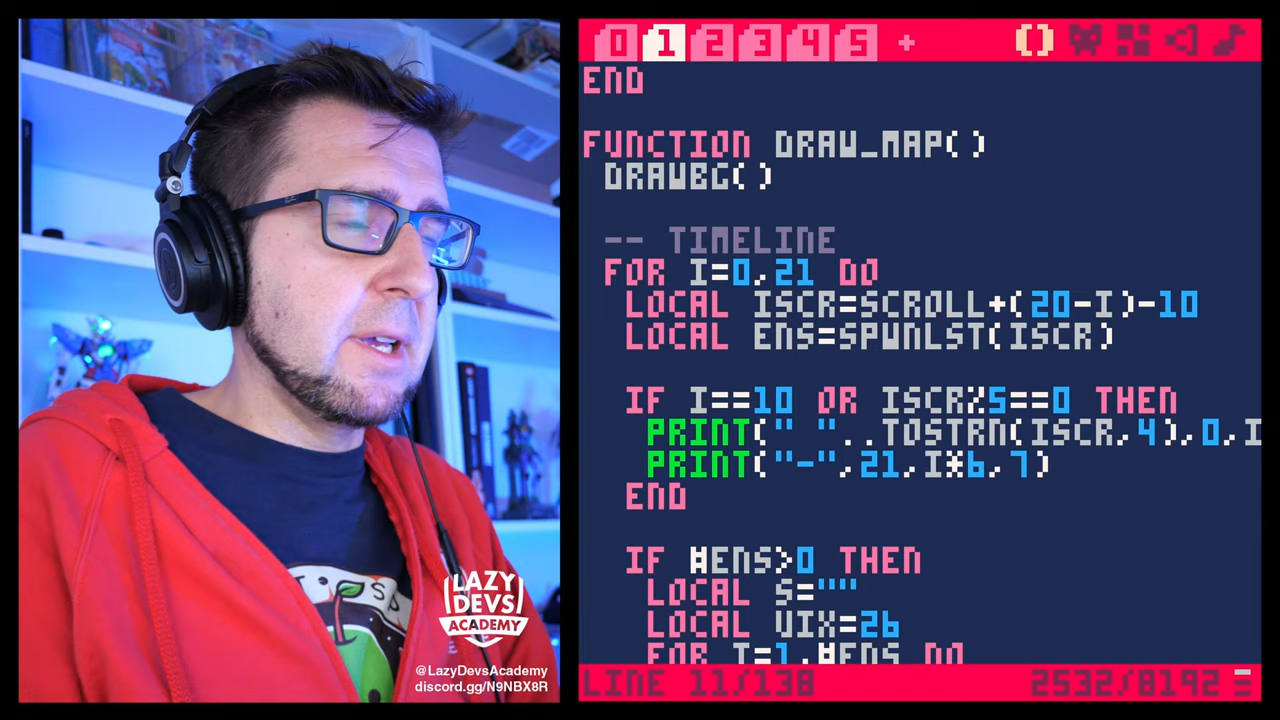 LAZY
DEVS
ACADEMY
@LazyDevsAcademy
discord.gg/N9NBX8R
0 1 2 3 4 5 +
END
FUNCTION DRAW_MAP()
DRAWBG()
-- TIMELINE
FOR I=0,21 DO
LOCAL ISCR=SCROLL+(20-I)-10
LOCAL ENS=SPWNLST(ISCR)
IF I==10 OR ISCR%5==0 THEN
PRINT(" "..TOSTRN(ISCR,4),0,I
PRINT("-",21,I*6,7)
END
IF #ENS>0 THEN
LOCAL S=""
LOCAL VIX=26
FOR T=1,#ENS DO
LINE 11/138
2532/8192